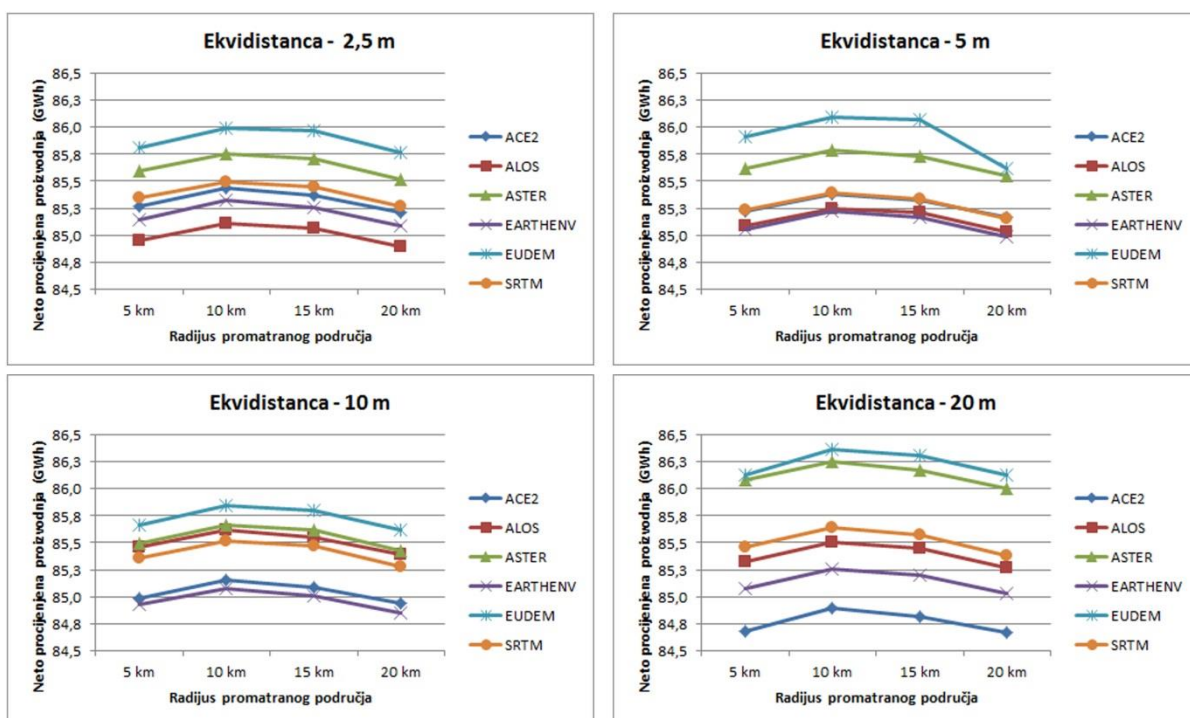 Ekvidistanca - 2,5 m
Neto procijenjena proizvodnja (GWh)
86,5
86,3
86,0
85,8
85,5
85,3
85,0
84,8
84,5
5 km 10 km 15 km 20 km
Radijus promatranog područja
ACE2
ALOS
ASTER
EARTHENV
EUDEM
SRTM
Ekvidistanca - 5 m
Neto procijenjena proizvodnja (GWh)
86,5
86,3
86,0
85,8
85,5
85,3
85,0
84,8
84,5
5 km 10 km 15 km 20 km
Radijus promatranog područja
ACE2
ALOS
ASTER
EARTHENV
EUDEM
SRTM
Ekvidistanca - 10 m
Neto procijenjena proizvodnja (GWh)
86,5
86,3
86,0
85,8
85,5
85,3
85,0
84,8
84,5
5 km 10 km 15 km 20 km
Radijus promatranog područja
ACE2
ALOS
ASTER
EARTHENV
EUDEM
SRTM
Ekvidistanca - 20 m
Neto procijenjena proizvodnja (GWh)
86,5
86,3
86,0
85,8
85,5
85,3
85,0
84,8
84,5
5 km 10 km 15 km 20 km
Radijus promatranog područja
ACE2
ALOS
ASTER
EARTHENV
EUDEM
SRTM